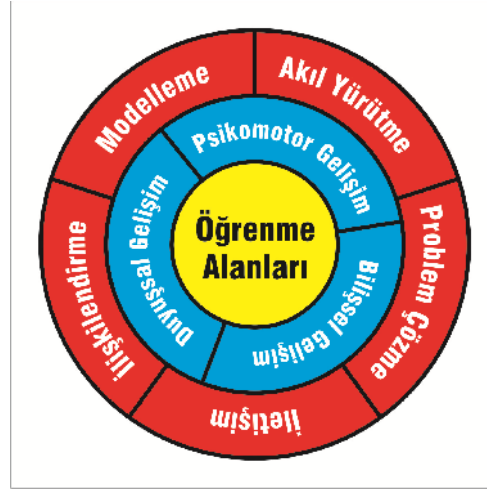 Modelleme
Akıl Yürütme
Problem Çözme
İletişim
İlişkilendirme
Psikomotor Gelişim
Bilişsel Gelişim
Duyuşsal Gelişim
Öğrenme
Alanları